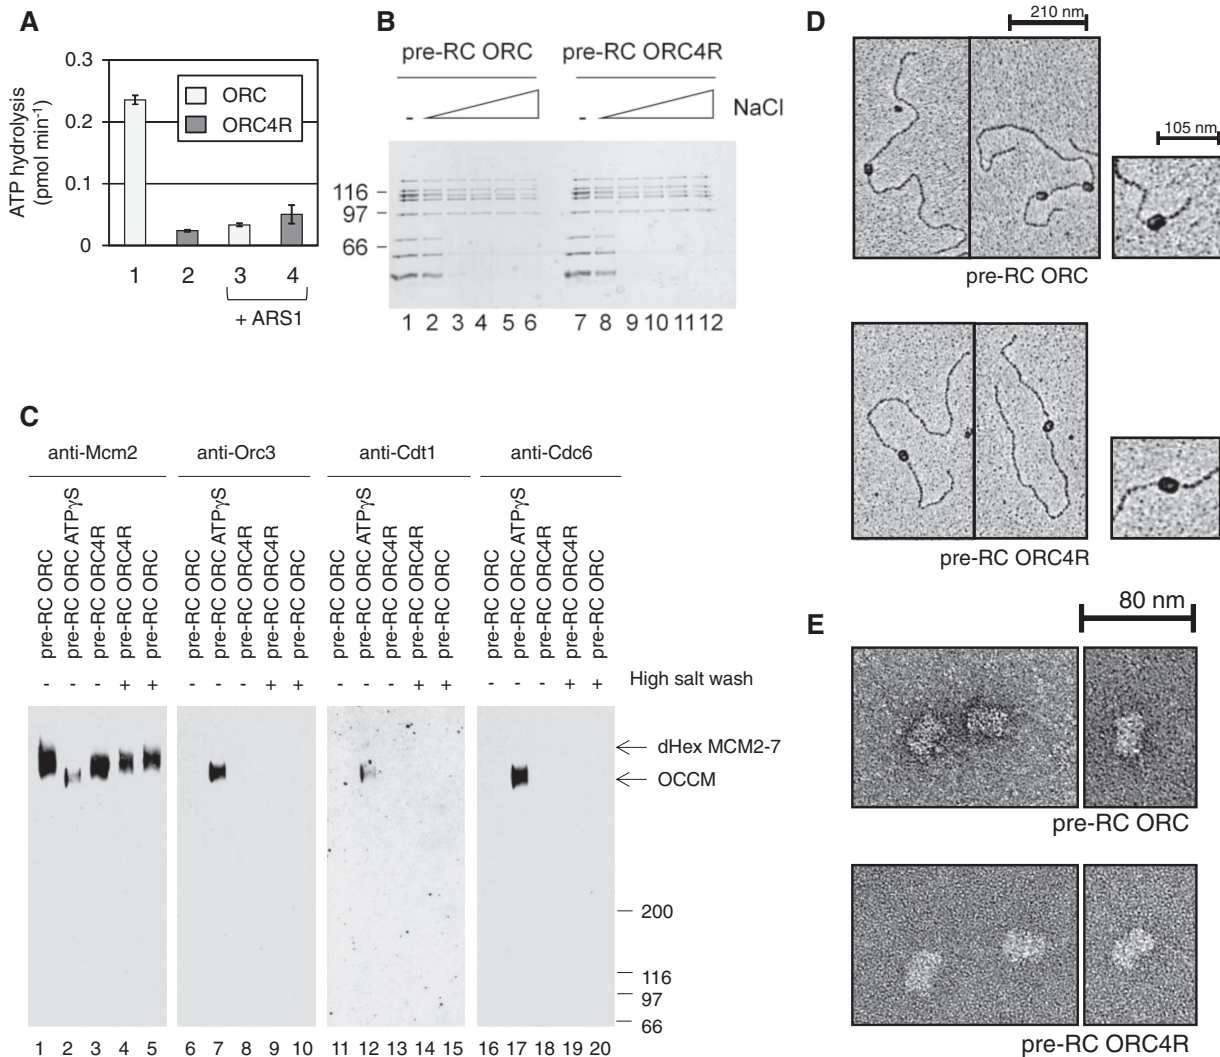 A
ATP hydrolysis
(pmol min⁻¹)
0.3
0.2
0.1
0
ORC
ORC4R
1 2 3 4
+ ARS1
B
pre-RC ORC pre-RC ORC4R
NaCl
- -
116
97
66
1 2 3 4 5 6 7 8 9 10 11 12
C
anti-Mcm2 anti-Orc3 anti-Cdt1 anti-Cdc6
pre-RC ORC
pre-RC ORC ATPγS
pre-RC ORC4R
pre-RC ORC4R
pre-RC ORC
pre-RC ORC
pre-RC ORC ATPγS
pre-RC ORC4R
pre-RC ORC4R
pre-RC ORC
pre-RC ORC
pre-RC ORC ATPγS
pre-RC ORC4R
pre-RC ORC4R
pre-RC ORC
pre-RC ORC
pre-RC ORC ATPγS
pre-RC ORC4R
pre-RC ORC4R
pre-RC ORC
- - - + + - - - + + - - - + + - - - + + High salt wash
dHex MCM2-7
OCCM
200
116
97
66
1 2 3 4 5 6 7 8 9 10 11 12 13 14 15 16 17 18 19 20
D
210 nm
105 nm
pre-RC ORC
pre-RC ORC4R
E
80 nm
pre-RC ORC
pre-RC ORC4R